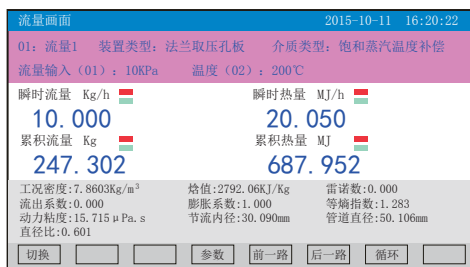 流量画面 2015-10-11 16:20:22
01: 流量1 装置类型: 法兰取压孔板 介质类型: 饱和蒸汽温度补偿
流量输入（01）: 10KPa 温度（02）: 200℃
瞬时流量 Kg/h 瞬时热量 MJ/h
10.000 20.050
累积流量 Kg 累积热量 MJ
247.302 687.952
工况密度:7.8603Kg/m³ 焓值:2792.06KJ/Kg 雷诺数:0.000
流出系数:0.000 膨胀系数:1.000 等熵指数:1.283
动力粘度:15.715μPa.s 节流内径:30.090mm 管道直径:50.106mm
直径比:0.601
切换 参数 前一路 后一路 循环